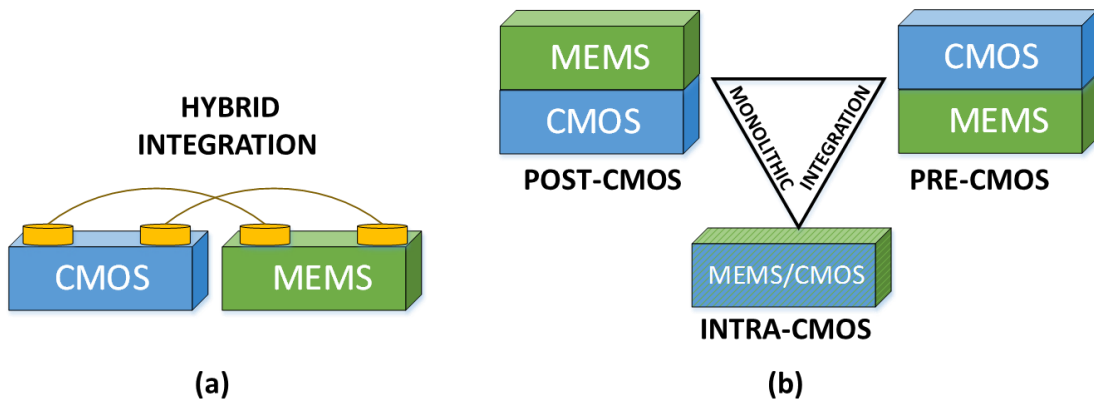 HYBRID
INTEGRATION
CMOS
MEMS
(a)
MEMS
CMOS
POST-CMOS
MONOLITHIC
INTEGRATION
CMOS
MEMS
PRE-CMOS
MEMS/CMOS
INTRA-CMOS
(b)